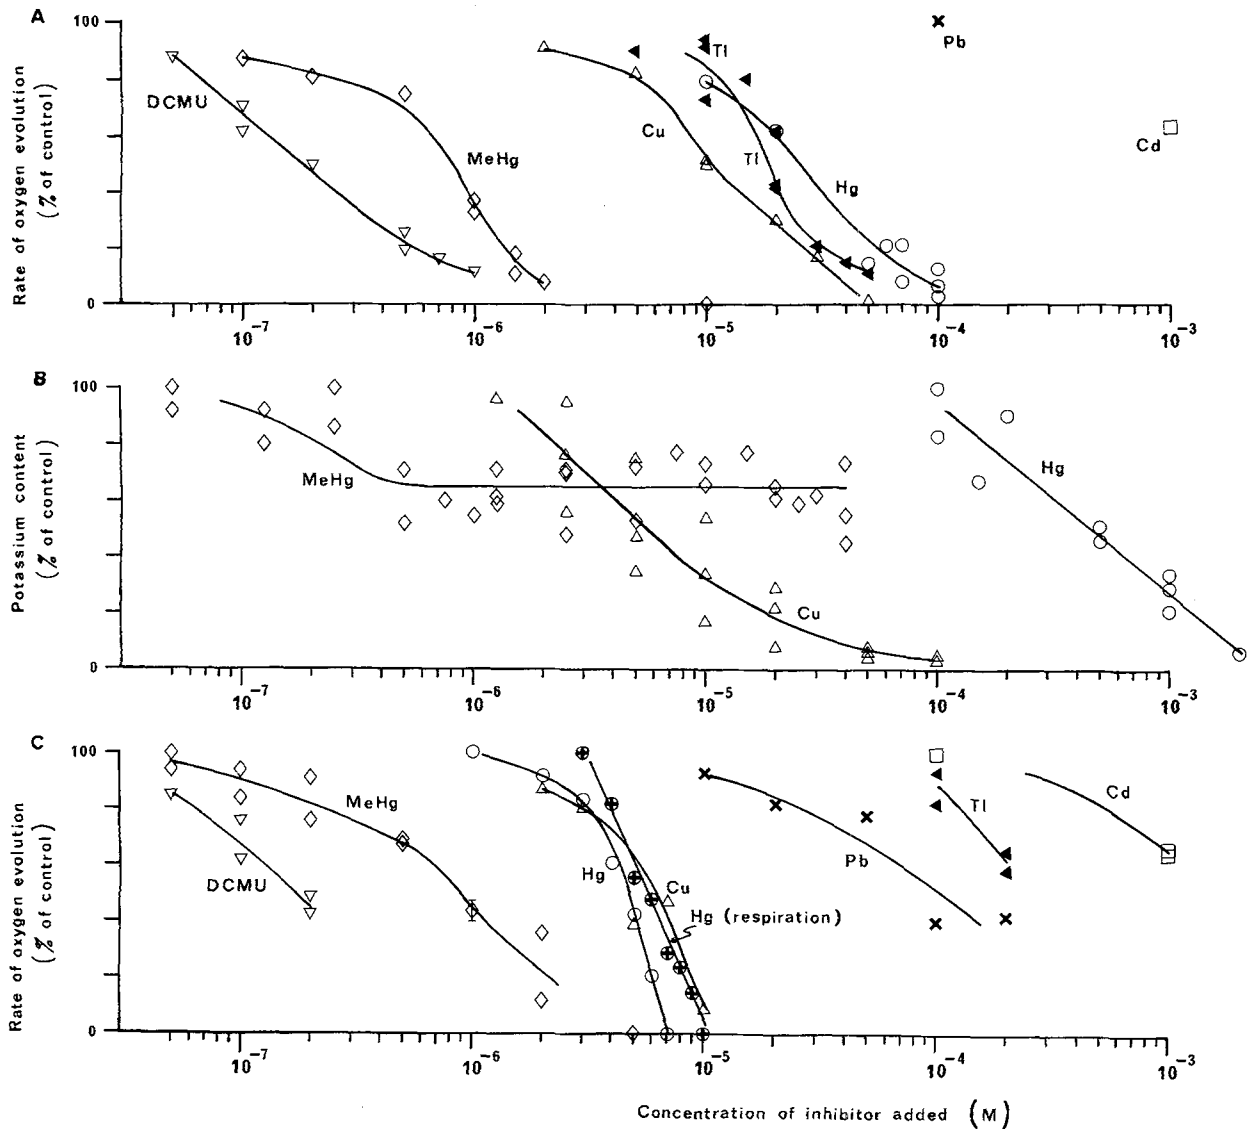 A
100
Rate of oxygen evolution
(% of control)
0
DCMU
MeHg
Cu
Tl
Tl
Hg
Pb
Cd
10⁻⁷
10⁻⁶
10⁻⁵
10⁻⁴
10⁻³
B
100
Potassium content
(% of control)
0
MeHg
Cu
Hg
10⁻⁷
10⁻⁶
10⁻⁵
10⁻⁴
10⁻³
C
100
Rate of oxygen evolution
(% of control)
0
MeHg
DCMU
Hg
Cu
Hg (respiration)
Pb
Tl
Cd
10⁻⁷
10⁻⁶
10⁻⁵
10⁻⁴
10⁻³
Concentration of inhibitor added (M)